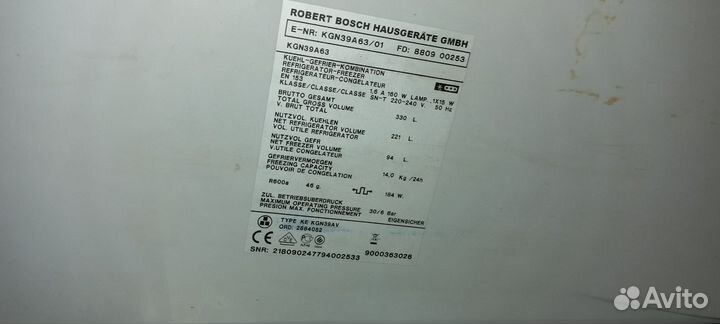 ROBERT BOSCH HAUSGERÄTE GMBH
E-NR: KGN39A63/01 FD: 8809 00253
KGN39A63
KUEHL-GEFRIER-KOMBINATION
REFRIGERATOR-FREEZER
REFRIGERATEUR-CONGELATEUR
EN 153 1,6 A 160 W LAMP. 1X15 W
KLASSE/CLASSE/CLASSE SN-T 220-240 V. 50 Hz
BRUTTO GESAMT
TOTAL GROSS VOLUME 330 L.
V. BRUT TOTAL
NUTZVOL. KUEHLEN
NET REFRIGERATOR VOLUME 221 L.
VOL. UTILE REFRIGERATOR
NUTZVOL GEFR
NET FREEZER VOLUME 94 L.
V.UTILE CONGELATEUR
GEFRIERVERMOEGEN
FREEZING CAPACITY 14,0 Kg/24h
POUVOIR DE CONGELATION
R600a 46 g. 184 W.
ZUL. BETRIEBSUBERDRUCK
MAXIMUM OPERATING PRESSURE 30/6 Bar
PRESION MAX. FONCTIONNEMENT EIGENSICHER
TYPE KE KGN39AV
ORD: 2684052
CE
SNR: 218090247794002533 9000363026
Avito